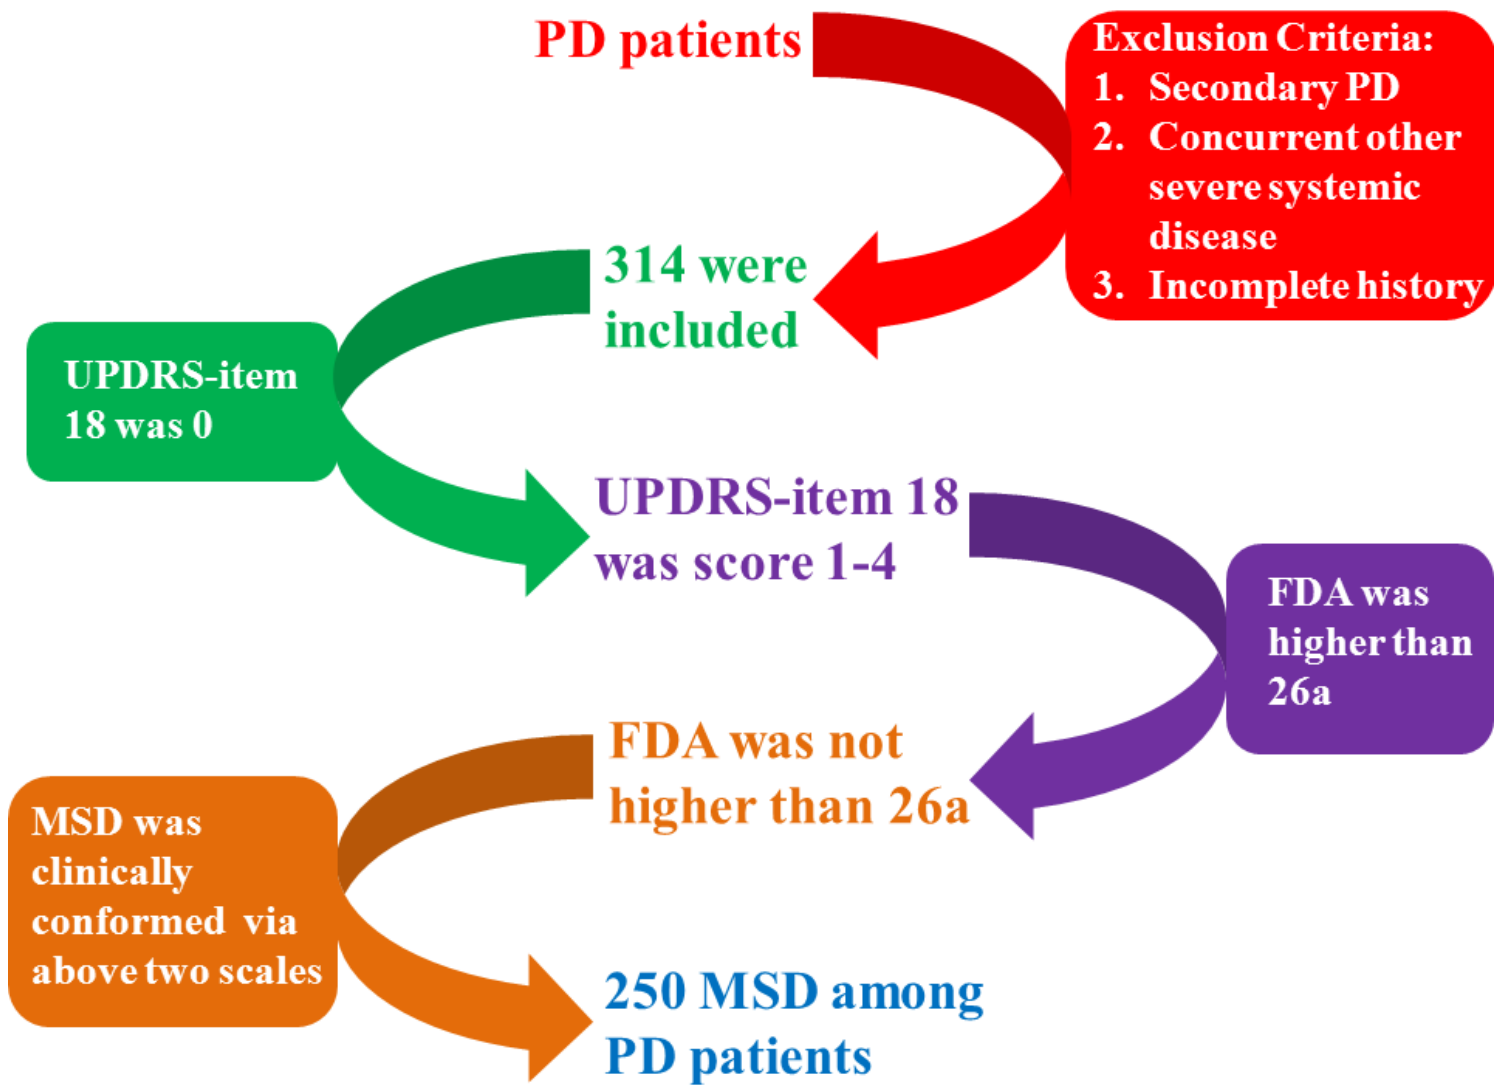 PD patients
Exclusion Criteria:
1. Secondary PD
2. Concurrent other
severe systemic
disease
3. Incomplete history
314 were
included
UPDRS-item
18 was 0
UPDRS-item 18
was score 1-4
FDA was
higher than
26a
FDA was not
higher than 26a
MSD was
clinically
conformed via
above two scales
250 MSD among
PD patients